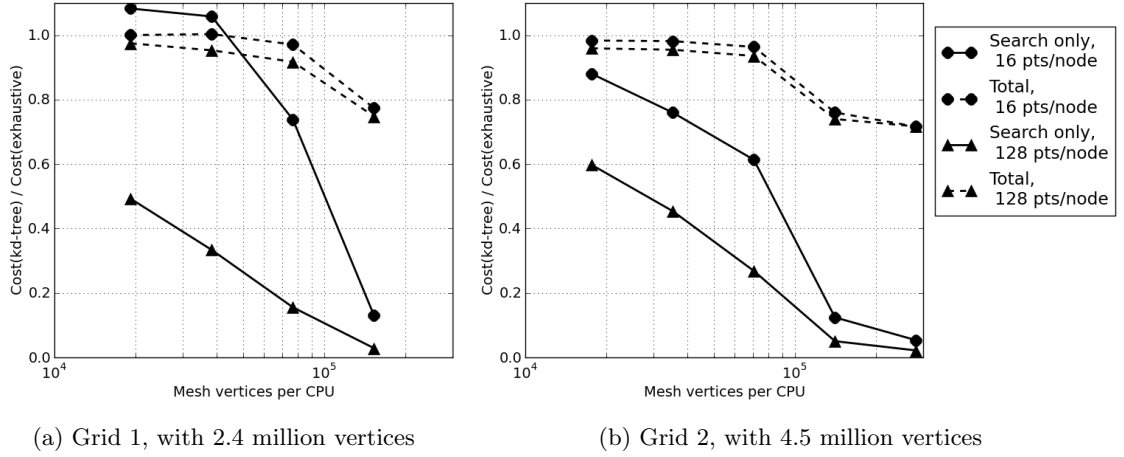 Cost(kd-tree) / Cost(exhaustive)
1.0
0.8
0.6
0.4
0.2
0.0
10^4
10^5
Mesh vertices per CPU
(a) Grid 1, with 2.4 million vertices
Cost(kd-tree) / Cost(exhaustive)
1.0
0.8
0.6
0.4
0.2
0.0
10^4
10^5
Mesh vertices per CPU
(b) Grid 2, with 4.5 million vertices
Search only,
16 pts/node
Total,
16 pts/node
Search only,
128 pts/node
Total,
128 pts/node